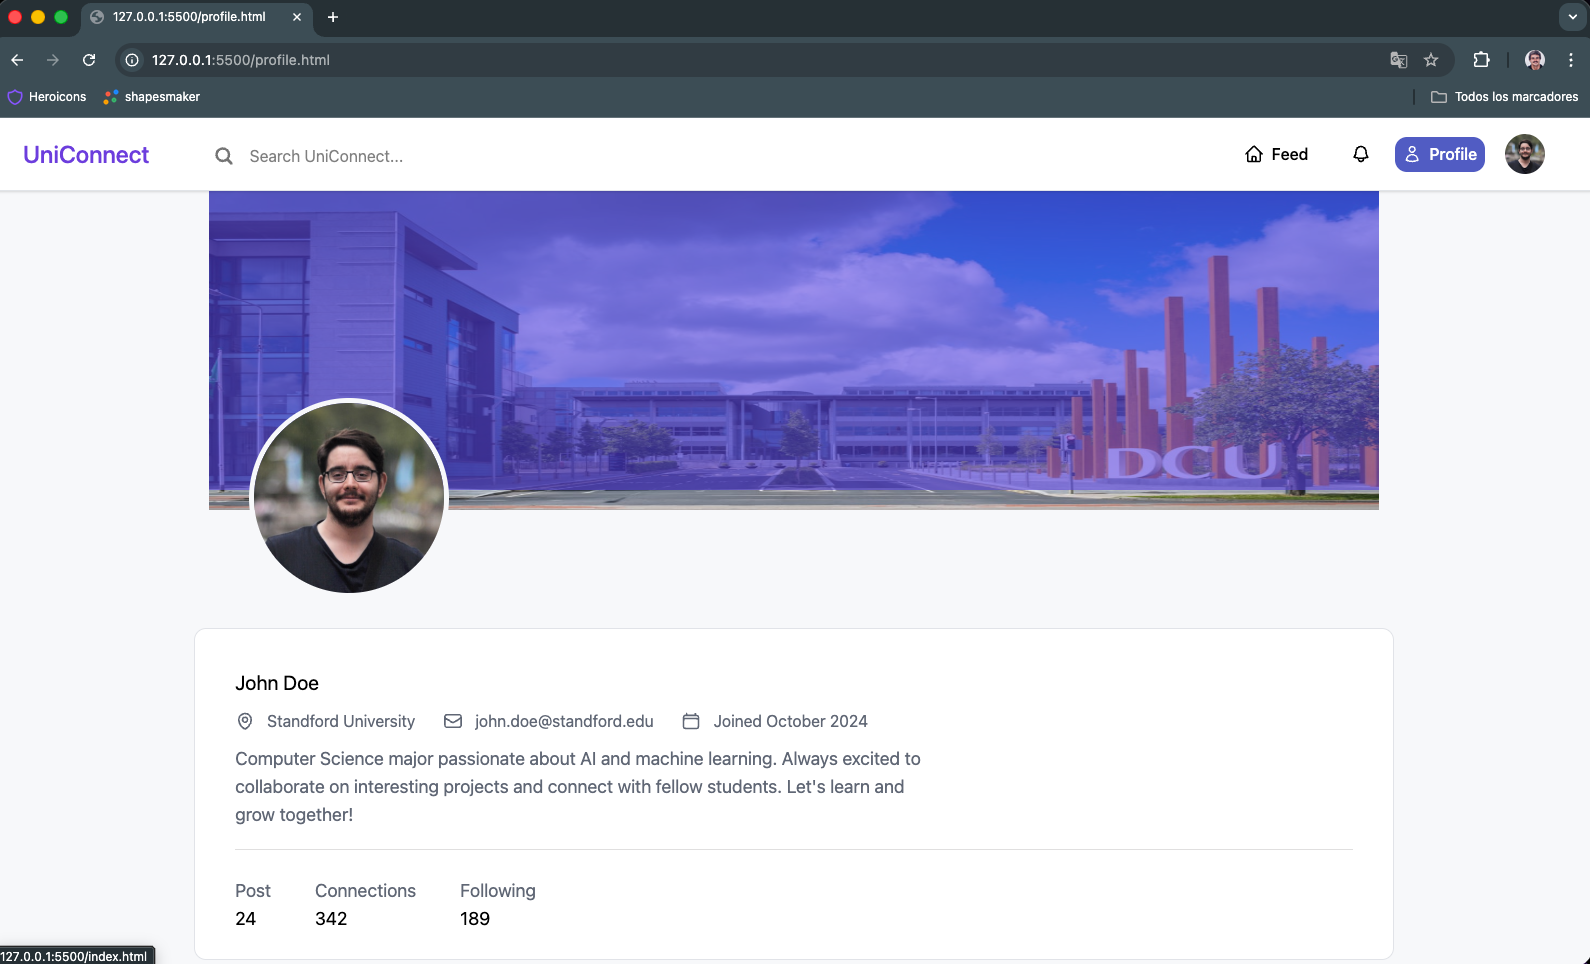 127.0.0.1:5500/profile.html
127.0.0.1:5500/profile.html
Heroicons shapesmaker Todos los marcadores
UniConnect Search UniConnect... Feed Profile
DCU
John Doe
Standford University john.doe@standford.edu Joined October 2024
Computer Science major passionate about AI and machine learning. Always excited to
collaborate on interesting projects and connect with fellow students. Let's learn and
grow together!
Post Connections Following
24 342 189
127.0.0.1:5500/index.html